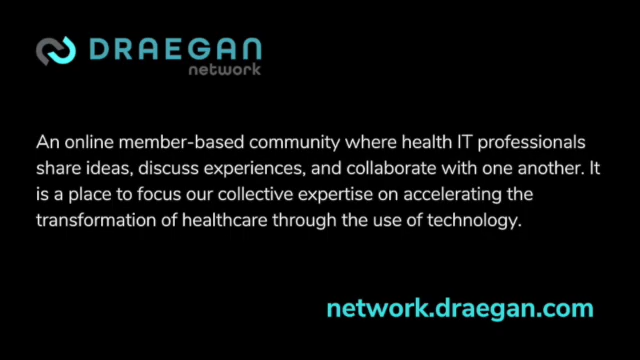 DRAEGAN
network
An online member-based community where health IT professionals
share ideas, discuss experiences, and collaborate with one another. It
is a place to focus our collective expertise on accelerating the
transformation of healthcare through the use of technology.
network.draegan.com